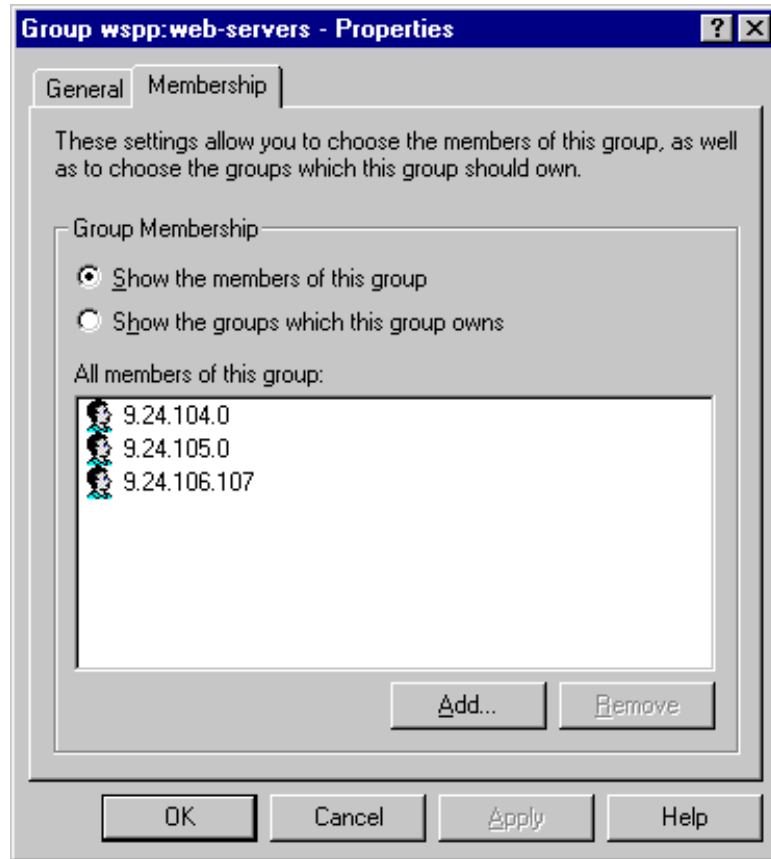 Group wspp:web-servers - Properties
General Membership
These settings allow you to choose the members of this group, as well
as to choose the groups which this group should own.
Group Membership
Show the members of this group
Show the groups which this group owns
All members of this group:
9.24.104.0
9.24.105.0
9.24.106.107
Add... Remove
OK Cancel Apply Help